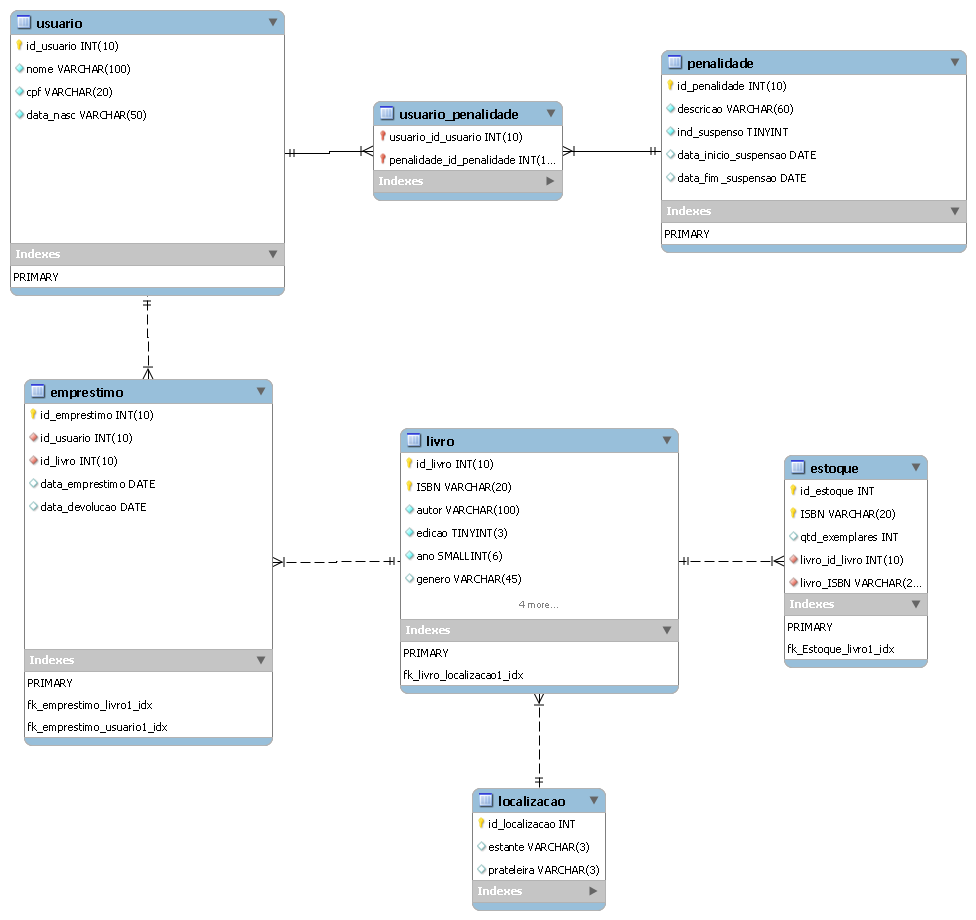 usuario
id_usuario INT(10)
nome VARCHAR(100)
cpf VARCHAR(20)
data_nasc VARCHAR(50)
Indexes
PRIMARY
usuario_penalidade
usuario_id_usuario INT(10)
penalidade_id_penalidade INT(1...
Indexes
penalidade
id_penalidade INT(10)
descricao VARCHAR(60)
ind_suspenso TINYINT
data_inicio_suspensao DATE
data_fim_suspensao DATE
Indexes
PRIMARY
emprestimo
id_emprestimo INT(10)
id_usuario INT(10)
id_livro INT(10)
data_emprestimo DATE
data_devolucao DATE
Indexes
PRIMARY
fk_emprestimo_livro1_idx
fk_emprestimo_usuario1_idx
livro
id_livro INT(10)
ISBN VARCHAR(20)
autor VARCHAR(100)
edicao TINYINT(3)
ano SMALLINT(6)
genero VARCHAR(45)
4 more...
Indexes
PRIMARY
fk_livro_localizacao1_idx
estoque
id_estoque INT
ISBN VARCHAR(20)
qtd_exemplares INT
livro_id_livro INT(10)
livro_ISBN VARCHAR(2...
Indexes
PRIMARY
fk_Estoque_livro1_idx
localizacao
id_localizacao INT
estante VARCHAR(3)
prateleira VARCHAR(3)
Indexes